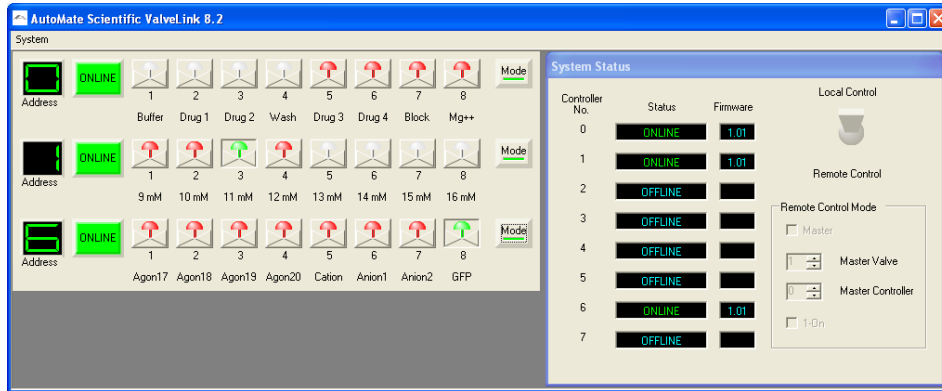 AutoMate Scientific ValveLink 8.2
System
0
Address
ONLINE
1 2 3 4 5 6 7 8
Buffer Drug 1 Drug 2 Wash Drug 3 Drug 4 Block Mg++
Mode
1
Address
ONLINE
1 2 3 4 5 6 7 8
9 mM 10 mM 11 mM 12 mM 13 mM 14 mM 15 mM 16 mM
Mode
6
Address
ONLINE
1 2 3 4 5 6 7 8
Agon17 Agon18 Agon19 Agon20 Cation Anion1 Anion2 GFP
Mode
System Status
Controller No. Status Firmware
0 ONLINE 1.01
1 ONLINE 1.01
2 OFFLINE
3 OFFLINE
4 OFFLINE
5 OFFLINE
6 ONLINE 1.01
7 OFFLINE
Local Control
Remote Control
Remote Control Mode
Master
1 Master Valve
0 Master Controller
1-On